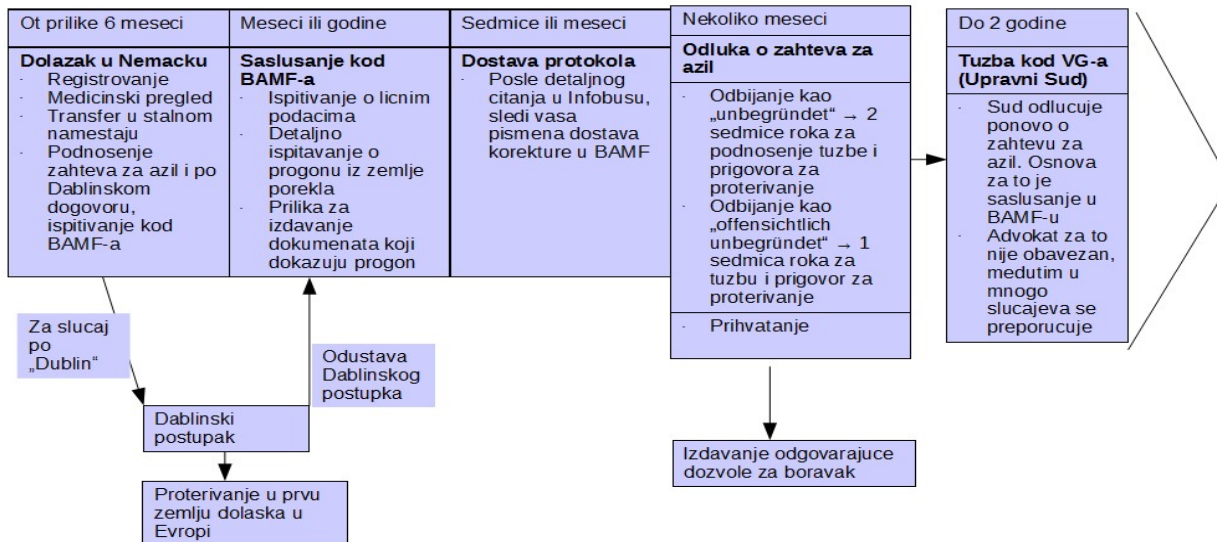 Ot prilike 6 meseci
Dolazak u Nemacku
· Registrovanje
· Medicinski pregled
· Transfer u stalnom
namestaju
· Podnosenje
zahteva za azil i po
Dablinskom
dogovoru,
ispitivanje kod
BAMF-a
Meseci ili godine
Saslusanje kod
BAMF-a
· Ispitivanje o licnim
podacima
· Detaljno
ispitavanje o
progonu iz zemlje
porekla
· Prilika za
izdavanje
dokumenata koji
dokazuju progon
Sedmice ili meseci
Dostava protokola
· Posle detaljnog
citanja u Infobusu,
sledi vasa
pismena dostava
korekture u BAMF
Nekoliko meseci
Odluka o zahteva za
azil
· Odbijanje kao
„unbegründet“ → 2
sedmice roka za
podnosenje tuzbe i
prigovora za
proterivanje
· Odbijanje kao
„offensichtlich
unbegründet“ → 1
sedmica roka za
tuzbu i prigovor za
proterivanje
· Prihvatanje
Do 2 godine
Tuzba kod VG-a
(Upravni Sud)
· Sud odlucuje
ponovo o
zahtevu za
azil. Osnova
za to je
saslusanje u
BAMF-u
· Advokat za to
nije obavezan,
medutim u
mnogo
slucajeva se
preporucuje
Za slucaj
po
„Dublin“
Odustava
Dablinskog
postupka
Dablinski
postupak
Proterivanje u prvu
zemlju dolaska u
Evropi
Izdavanje odgovarajuce
dozvole za boravak